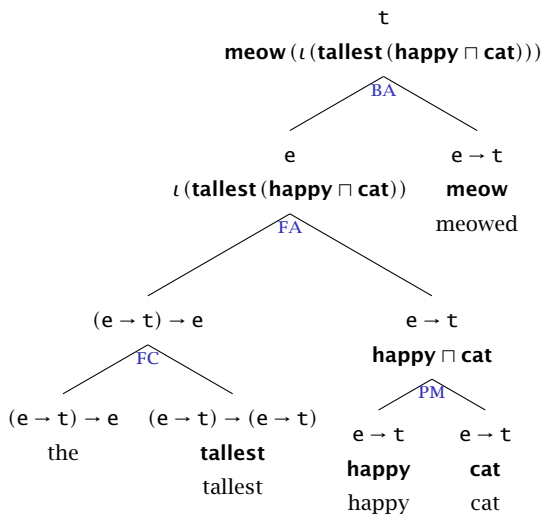 t
meow (ι (tallest (happy ⊓ cat)))
BA
e e → t
ι (tallest (happy ⊓ cat)) meow
meowed
FA
(e → t) → e e → t
happy ⊓ cat
FC PM
(e → t) → e (e → t) → (e → t) e → t e → t
the tallest happy cat
tallest happy cat